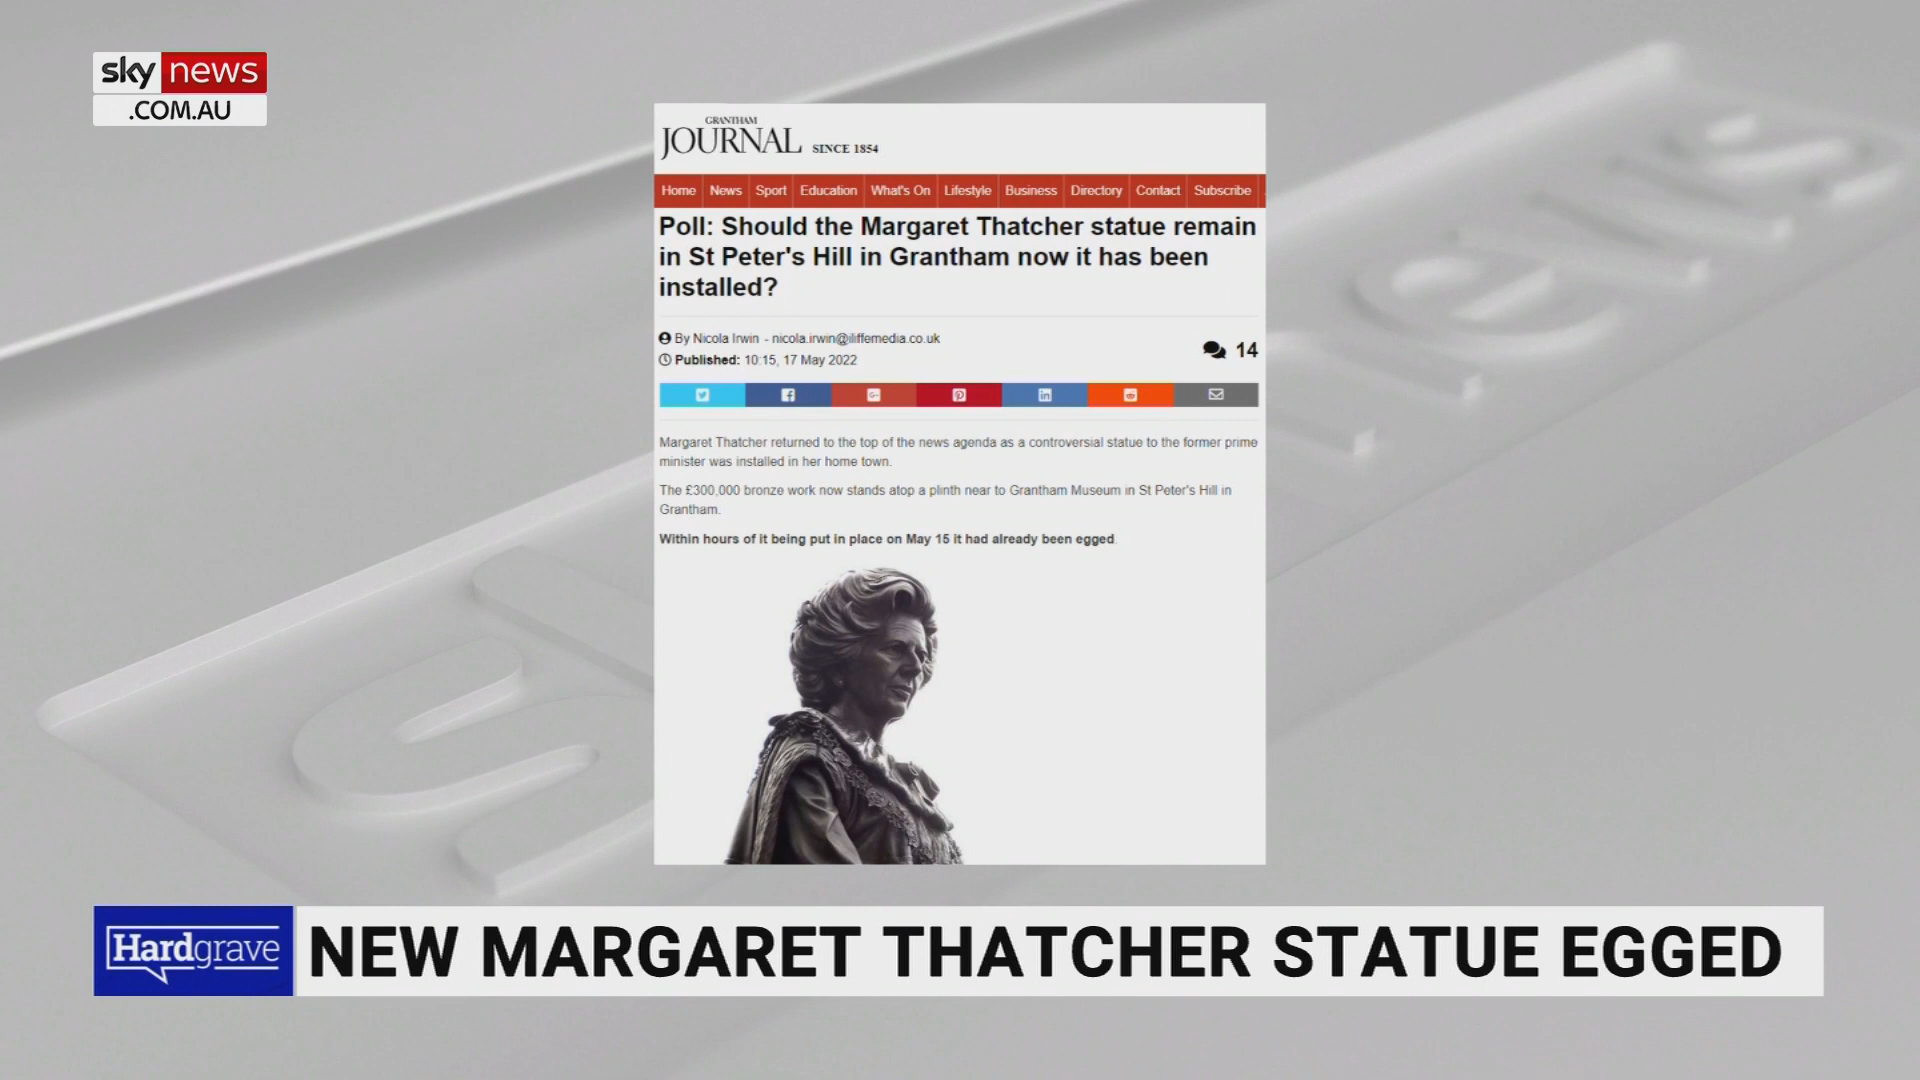 sky news
.COM.AU
GRANTHAM
JOURNAL SINCE 1854
Home News Sport Education What's On Lifestyle Business Directory Contact Subscribe
Poll: Should the Margaret Thatcher statue remain
in St Peter's Hill in Grantham now it has been
installed?
By Nicola Irwin - nicola.irwin@iliffemedia.co.uk
Published: 10:15, 17 May 2022
14
Margaret Thatcher returned to the top of the news agenda as a controversial statue to the former prime
minister was installed in her home town.
The £300,000 bronze work now stands atop a plinth near to Grantham Museum in St Peter's Hill in
Grantham.
Within hours of it being put in place on May 15 it had already been egged.
Hardgrave
NEW MARGARET THATCHER STATUE EGGED